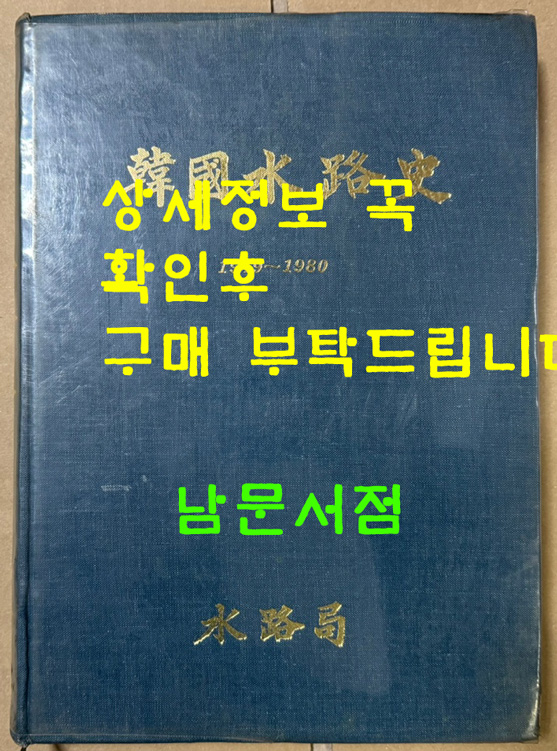 韓國水路史
상세정보 꼭
확인후
~1980
구매 부탁드립니다
남문서점
水路局